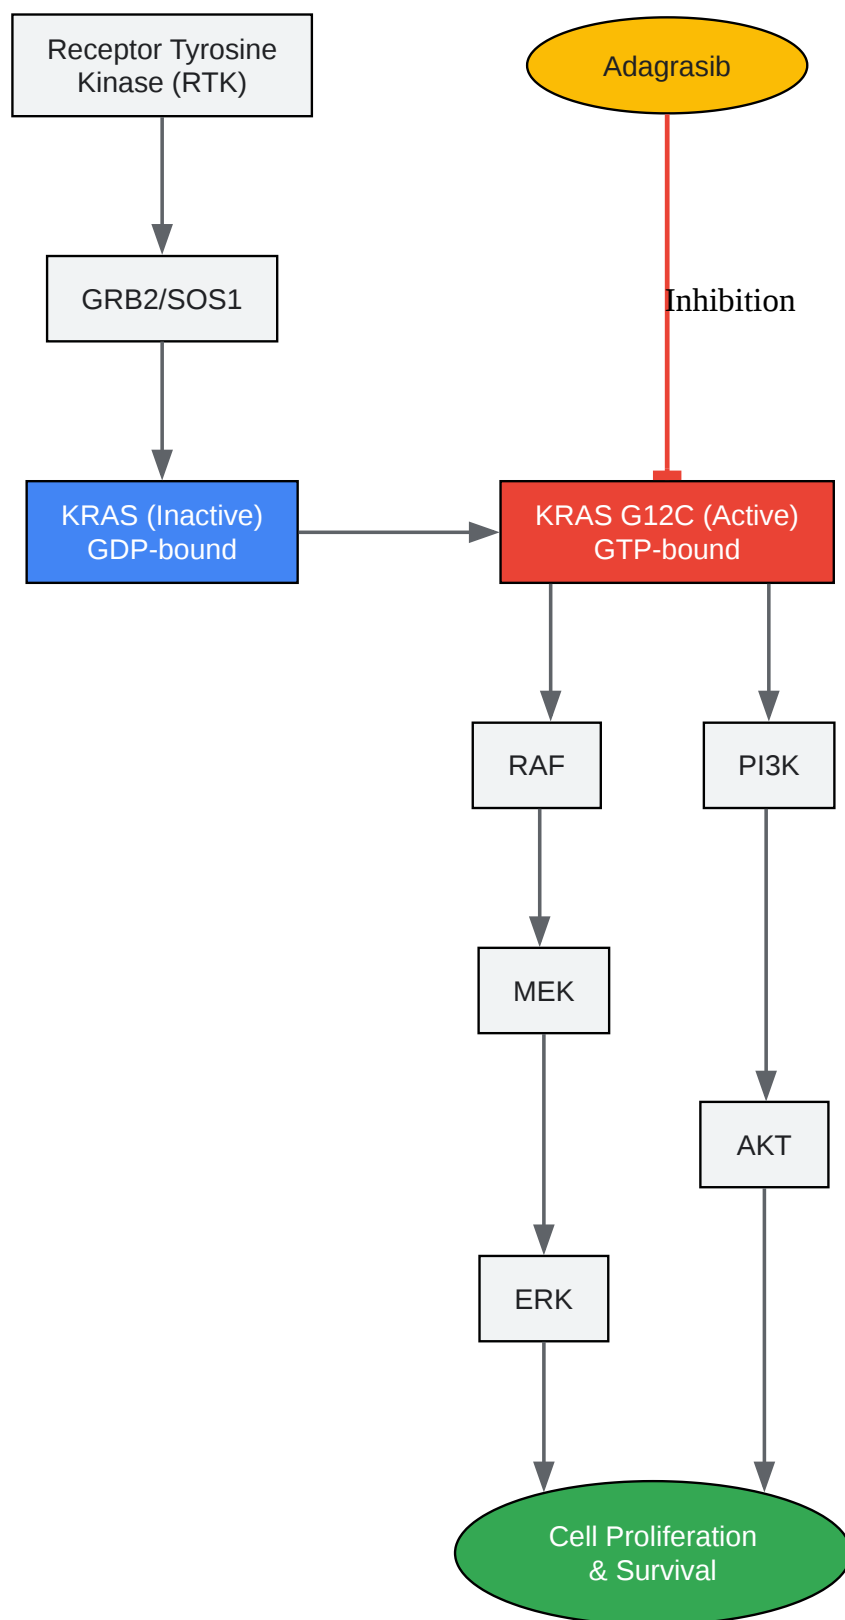 Receptor Tyrosine
Kinase (RTK)
Adagrasib
GRB2/SOS1
Inhibition
KRAS (Inactive)
GDP-bound
KRAS G12C (Active)
GTP-bound
RAF
PI3K
MEK
AKT
ERK
Cell Proliferation
& Survival